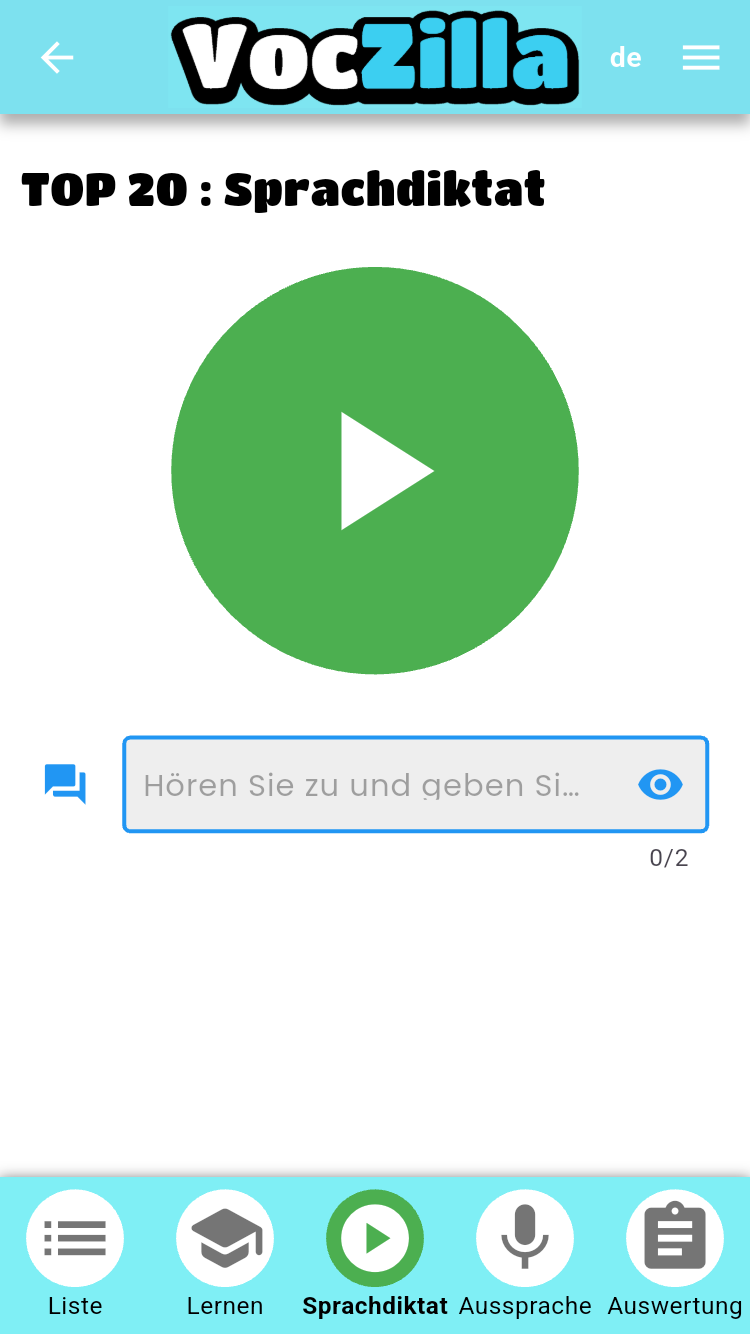 VocZilla
de
TOP 20 : Sprachdiktat
Hören Sie zu und geben Si...
0/2
Liste
Lernen
Sprachdiktat
Aussprache
Auswertung